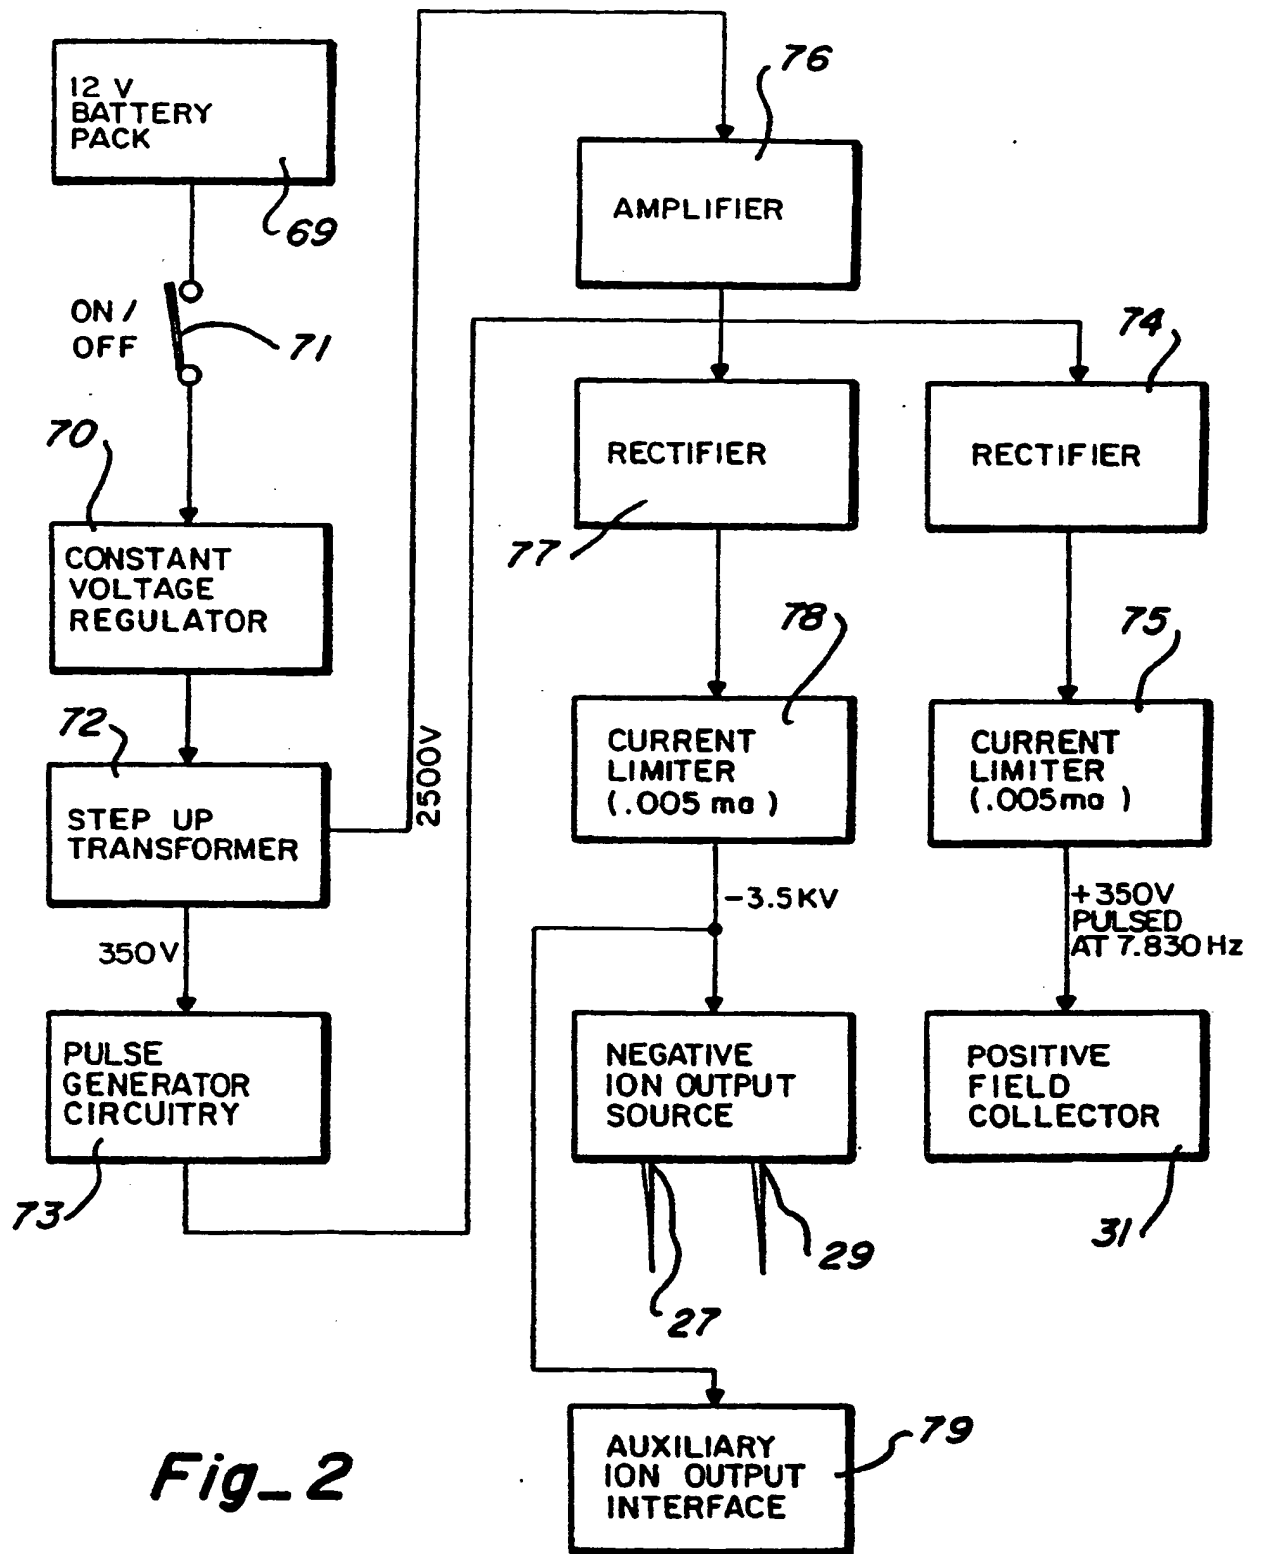 12 V
BATTERY
PACK
69
ON /
OFF
71
70
CONSTANT
VOLTAGE
REGULATOR
72
STEP UP
TRANSFORMER
2500V
350V
PULSE
GENERATOR
CIRCUITRY
73
76
AMPLIFIER
74
RECTIFIER
77
RECTIFIER
78
CURRENT
LIMITER
(.005 ma)
75
CURRENT
LIMITER
(.005ma)
-3.5KV
+350V
PULSED
AT 7.830Hz
NEGATIVE
ION OUTPUT
SOURCE
27
29
POSITIVE
FIELD
COLLECTOR
31
AUXILIARY
ION OUTPUT
INTERFACE
79
Fig_2